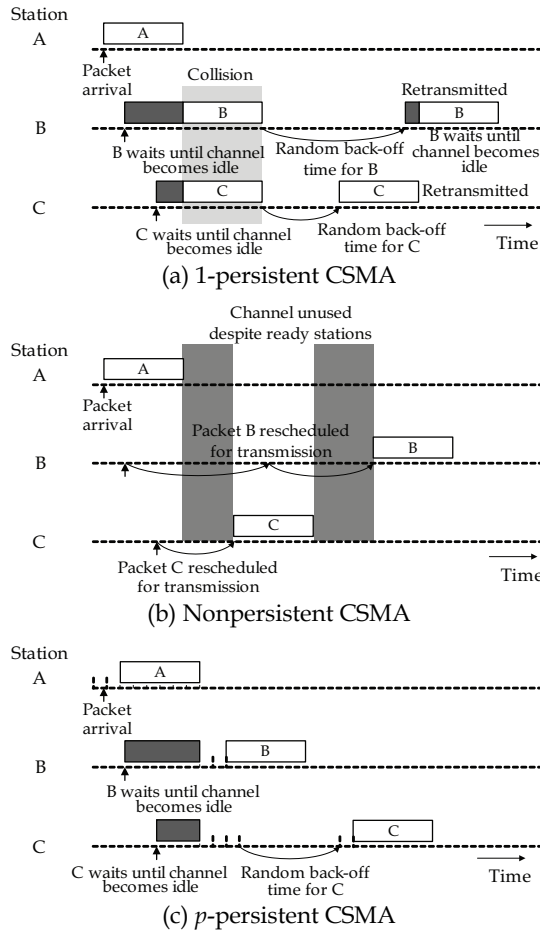 Station
A
A
Packet
arrival
Collision
Retransmitted
B
B
B
B waits until channel
becomes idle
Random back-off
time for B
B waits until
channel becomes
idle
C
C
C
Retransmitted
C waits until channel
becomes idle
Random back-off
time for C
Time
(a) 1-persistent CSMA
Channel unused
despite ready stations
Station
A
A
Packet
arrival
Packet B rescheduled
for transmission
B
B
C
C
Packet C rescheduled
for transmission
Time
(b) Nonpersistent CSMA
Station
A
A
Packet
arrival
B
B
B waits until channel
becomes idle
C
C
C waits until channel
becomes idle
Random back-off
time for C
Time
(c) p-persistent CSMA